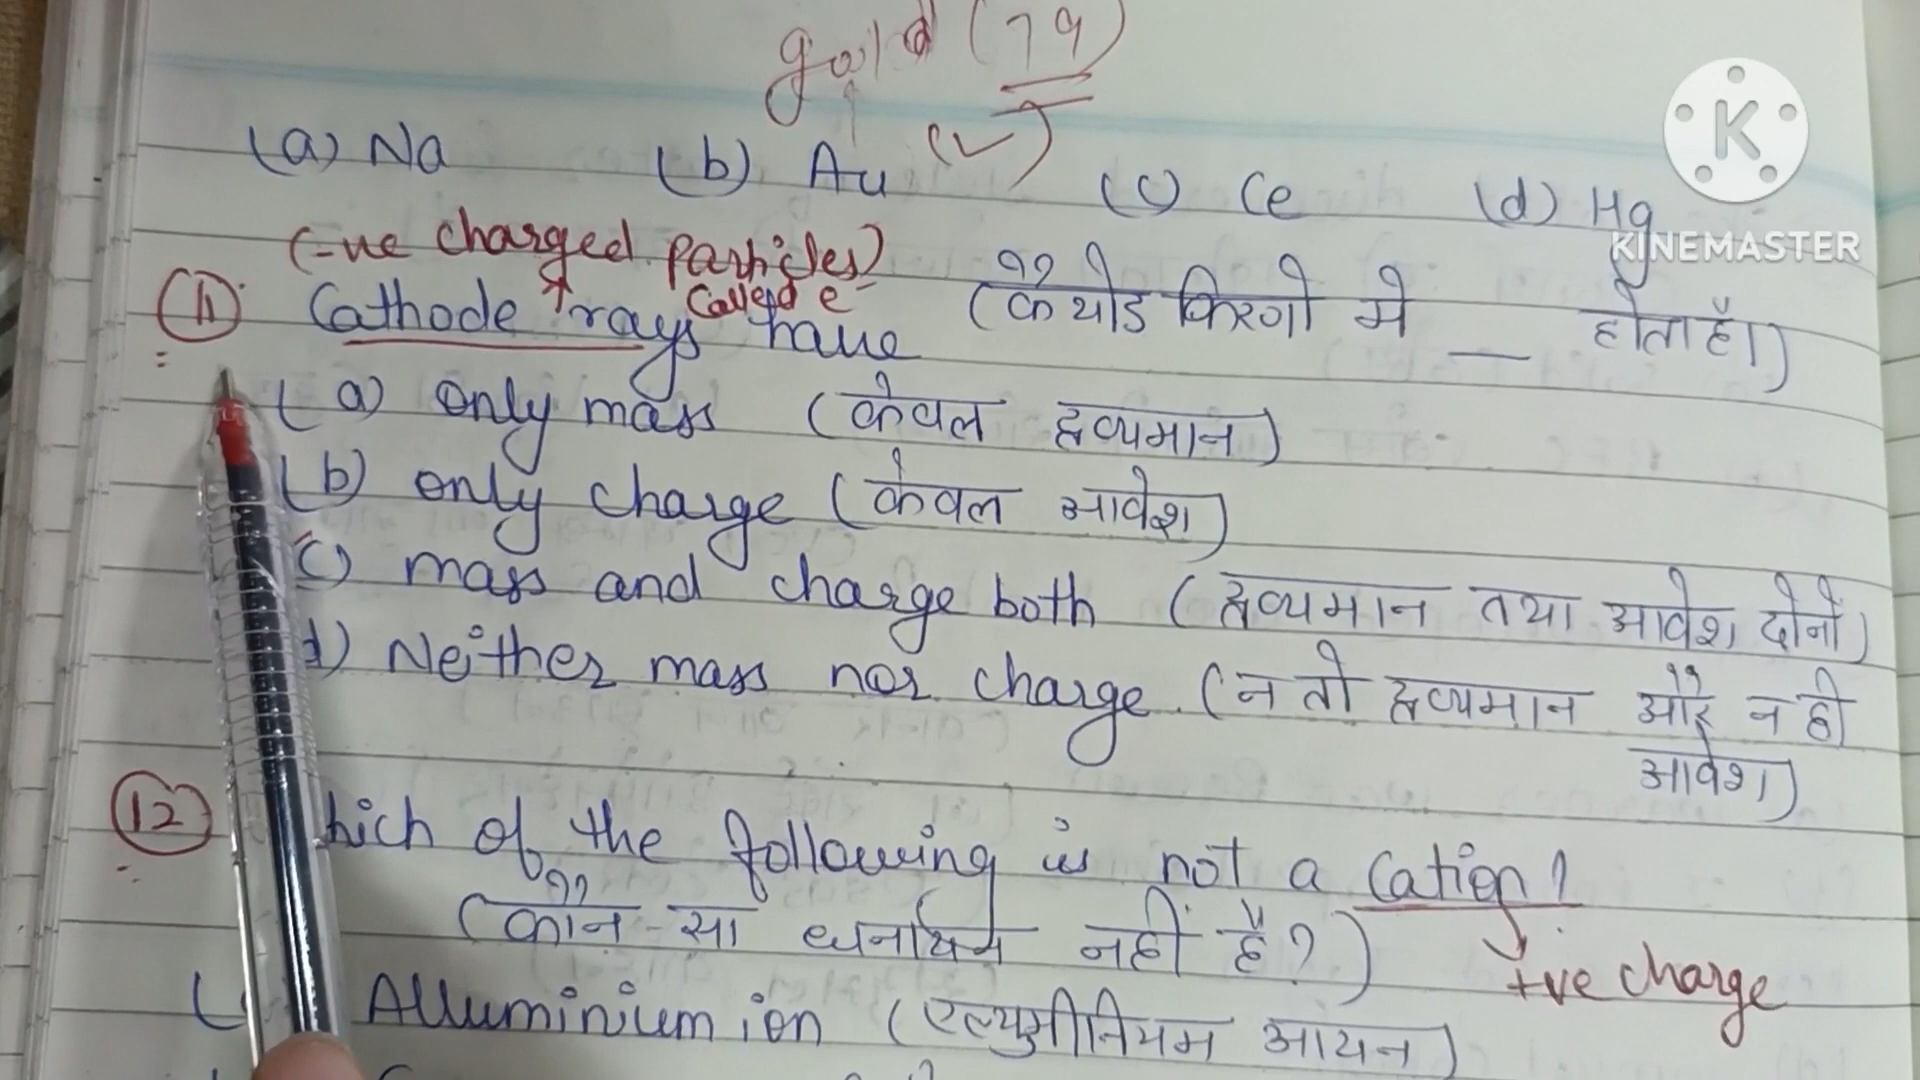 gold (79)
(a) Na (b) Au (✓) (c) Ce (d) Hg
KINEMASTER
(-ve charged particles)
called e-
(11) Cathode rays have (कैथोड किरणों में __ होता है।)
(a) only mass (केवल द्रव्यमान)
(b) only charge (केवल आवेश)
(c) mass and charge both (द्रव्यमान तथा आवेश दोनों)
d) Neither mass nor charge. (न तो द्रव्यमान और न ही
आवेश)
(12) hich of the following is not a Cation?
(कौन-सा धनायन नहीं है?)
+ve charge
Alluminium ion (एल्युमीनियम आयन)